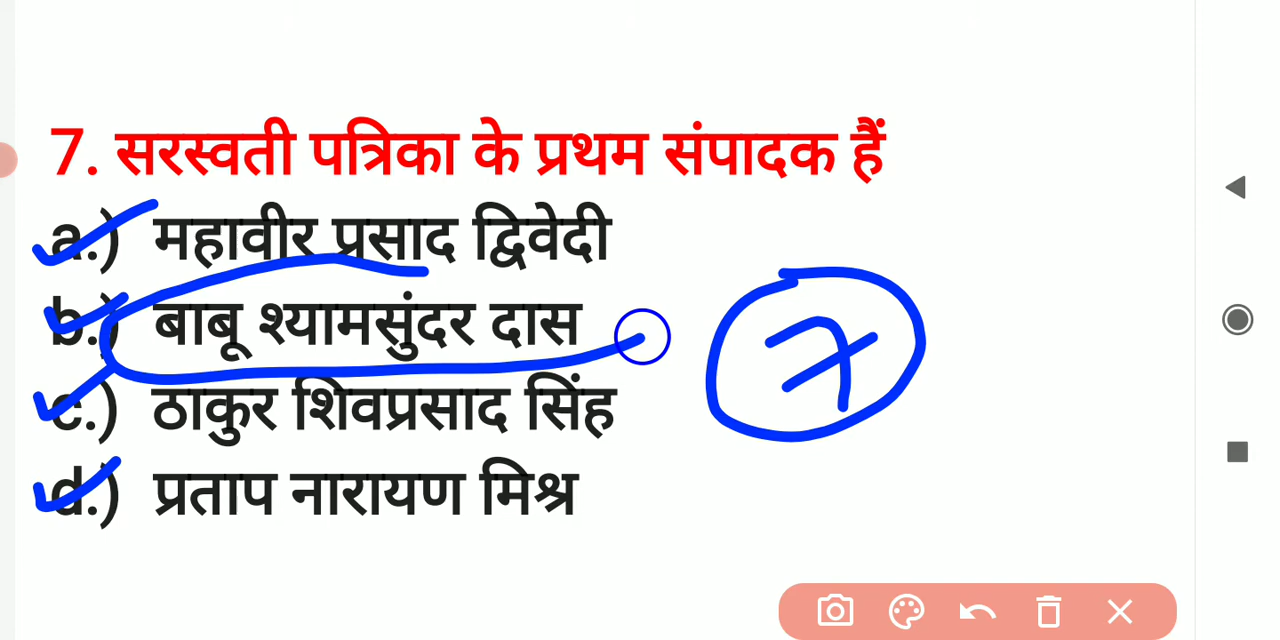 7. सरस्वती पत्रिका के प्रथम संपादक हैं
a.) महावीर प्रसाद द्विवेदी
b.) बाबू श्यामसुंदर दास
7
c.) ठाकुर शिवप्रसाद सिंह
d.) प्रताप नारायण मिश्र